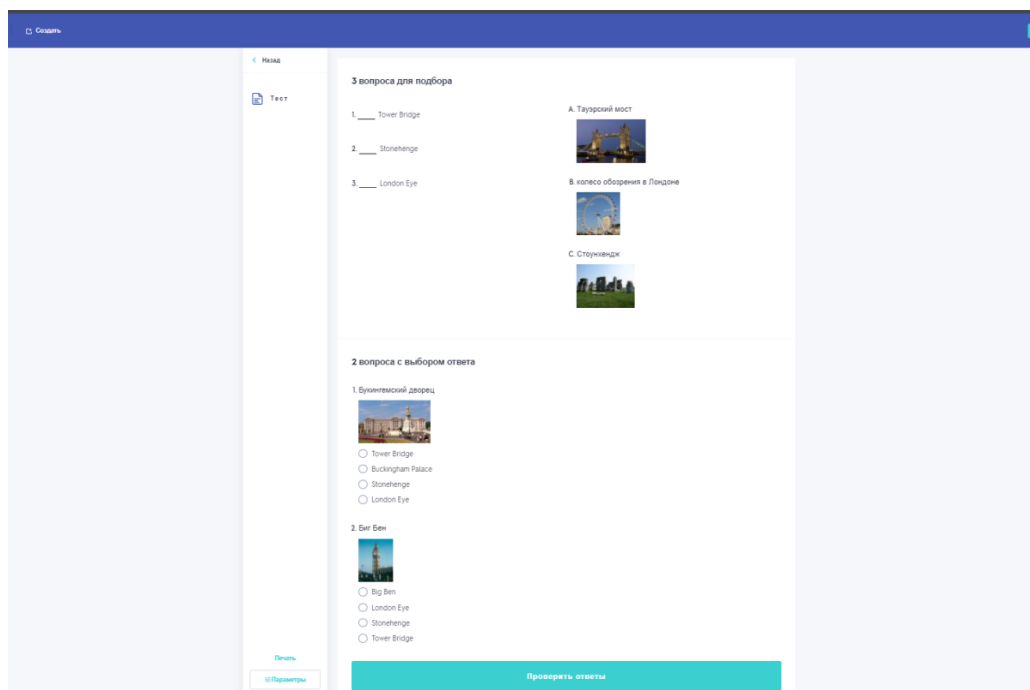 Создать
Назад
Тест
3 вопроса для подбора
1. ____ Tower Bridge
2. ____ Stonehenge
3. ____ London Eye
A. Тауэрский мост
B. колесо обозрения в Лондоне
C. Стоунхендж
2 вопроса с выбором ответа
1. Букингемский дворец
Tower Bridge
Buckingham Palace
Stonehenge
London Eye
2. Биг Бен
Big Ben
London Eye
Stonehenge
Tower Bridge
Печать
Параметры
Проверить ответы